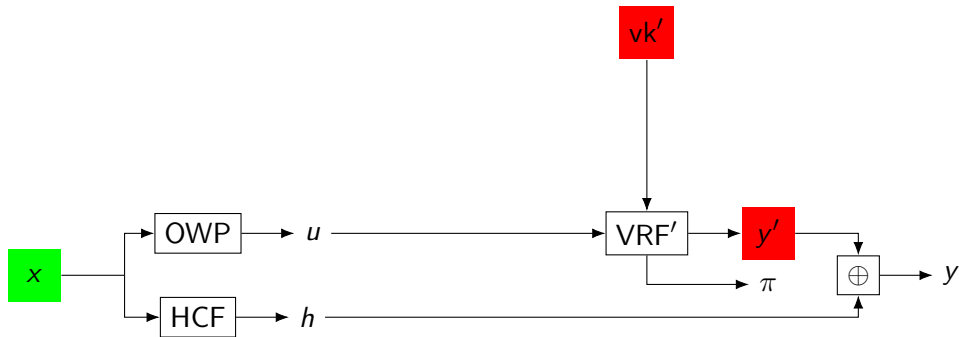 vk′
OWP u VRF′ y′
x ⊕ y
π
HCF h